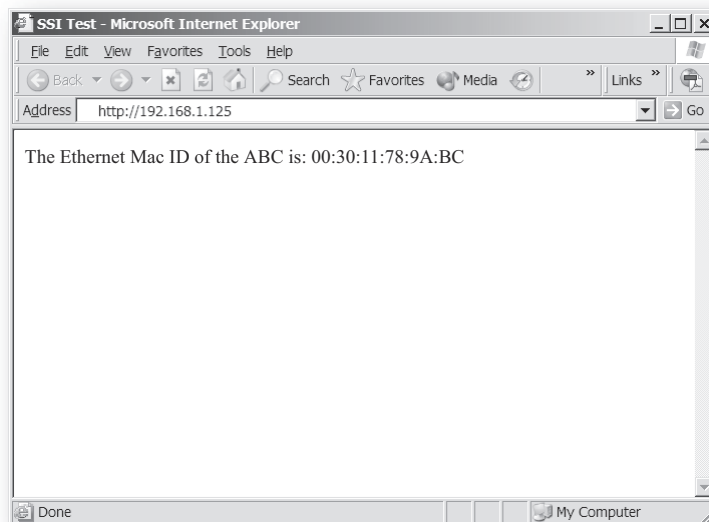 SSI Test - Microsoft Internet Explorer
File Edit View Favorites Tools Help
Back Search Favorites Media » Links »
Address http://192.168.1.125 Go
The Ethernet Mac ID of the ABC is: 00:30:11:78:9A:BC
Done My Computer